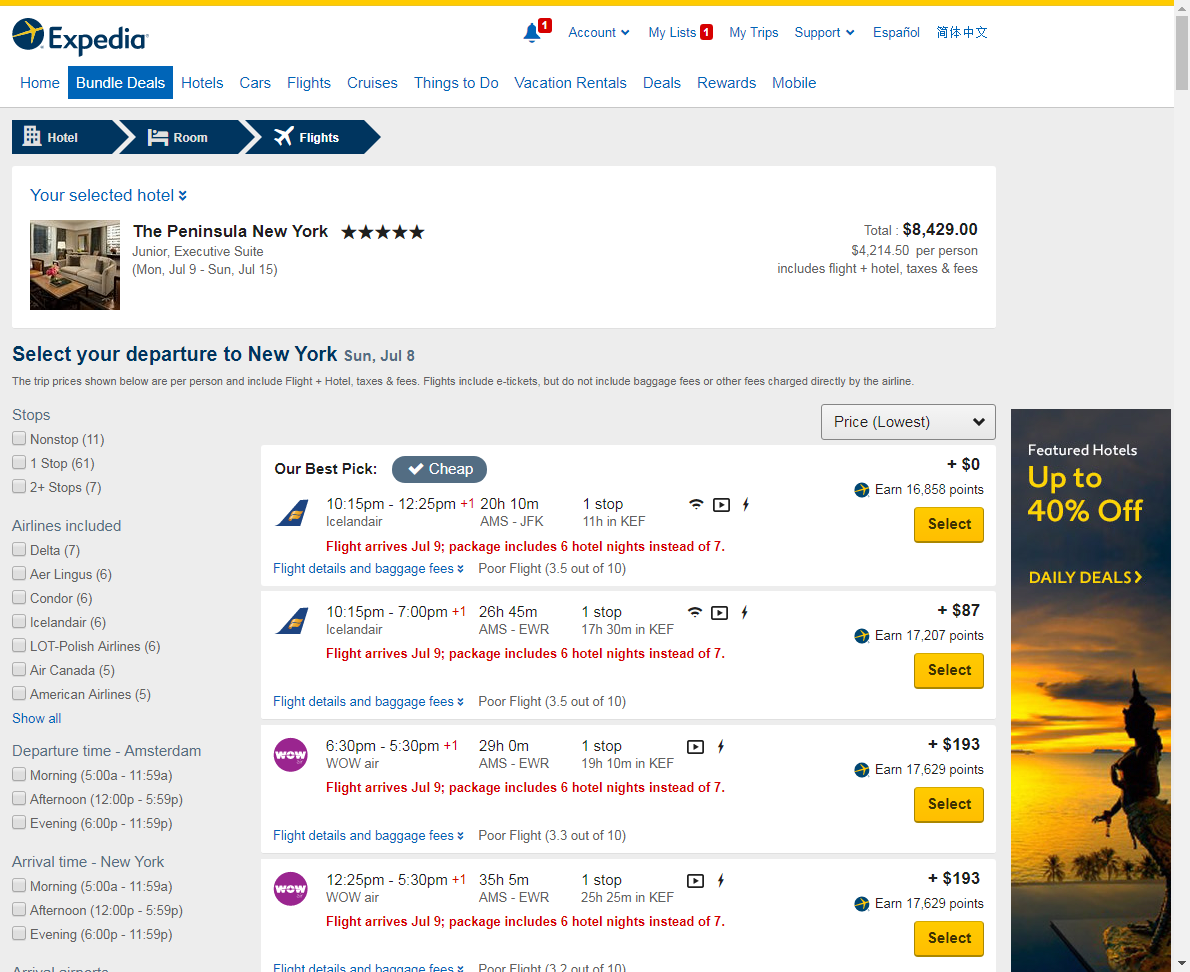 Expedia
1
Account
My Lists 1
My Trips
Support
Español
简体中文
Home
Bundle Deals
Hotels
Cars
Flights
Cruises
Things to Do
Vacation Rentals
Deals
Rewards
Mobile
Hotel
Room
Flights
Your selected hotel
The Peninsula New York
Junior, Executive Suite
(Mon, Jul 9 - Sun, Jul 15)
Total : $8,429.00
$4,214.50 per person
includes flight + hotel, taxes & fees
Select your departure to New York Sun, Jul 8
The trip prices shown below are per person and include Flight + Hotel, taxes & fees. Flights include e-tickets, but do not include baggage fees or other fees charged directly by the airline.
Stops
Nonstop (11)
1 Stop (61)
2+ Stops (7)
Airlines included
Delta (7)
Aer Lingus (6)
Condor (6)
Icelandair (6)
LOT-Polish Airlines (6)
Air Canada (5)
American Airlines (5)
Show all
Departure time - Amsterdam
Morning (5:00a - 11:59a)
Afternoon (12:00p - 5:59p)
Evening (6:00p - 11:59p)
Arrival time - New York
Morning (5:00a - 11:59a)
Afternoon (12:00p - 5:59p)
Evening (6:00p - 11:59p)
Arrival airports
Price (Lowest)
Our Best Pick: Cheap
10:15pm - 12:25pm +1 20h 10m 1 stop
Icelandair AMS - JFK 11h in KEF
Flight arrives Jul 9; package includes 6 hotel nights instead of 7.
Flight details and baggage fees Poor Flight (3.5 out of 10)
+ $0
Earn 16,858 points
Select
10:15pm - 7:00pm +1 26h 45m 1 stop
Icelandair AMS - EWR 17h 30m in KEF
Flight arrives Jul 9; package includes 6 hotel nights instead of 7.
Flight details and baggage fees Poor Flight (3.5 out of 10)
+ $87
Earn 17,207 points
Select
WOW
6:30pm - 5:30pm +1 29h 0m 1 stop
WOW air AMS - EWR 19h 10m in KEF
Flight arrives Jul 9; package includes 6 hotel nights instead of 7.
Flight details and baggage fees Poor Flight (3.3 out of 10)
+ $193
Earn 17,629 points
Select
WOW
12:25pm - 5:30pm +1 35h 5m 1 stop
WOW air AMS - EWR 25h 25m in KEF
Flight arrives Jul 9; package includes 6 hotel nights instead of 7.
Flight details and baggage fees Poor Flight (3.2 out of 10)
+ $193
Earn 17,629 points
Select
Featured Hotels
Up to
40% Off
DAILY DEALS